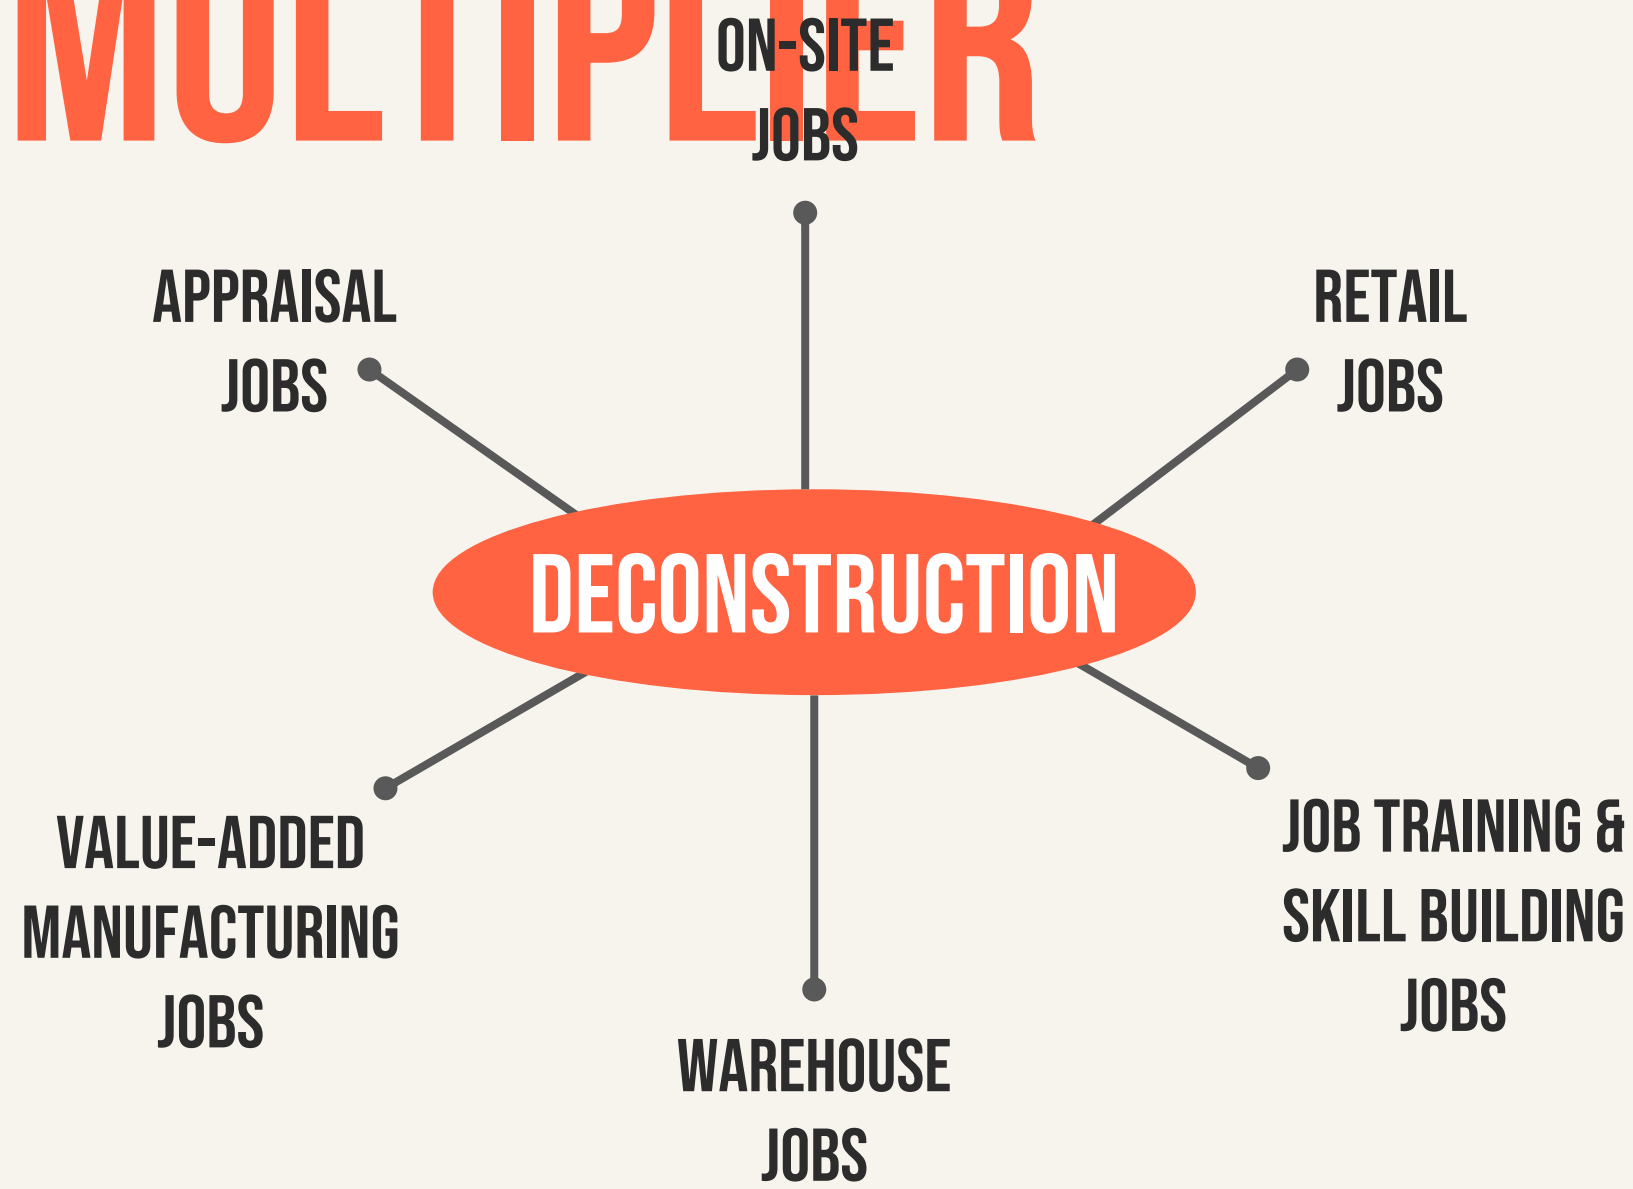 MULTIPLIER
ON-SITE
JOBS
APPRAISAL
JOBS
RETAIL
JOBS
DECONSTRUCTION
VALUE-ADDED
MANUFACTURING
JOBS
JOB TRAINING &
SKILL BUILDING
JOBS
WAREHOUSE
JOBS